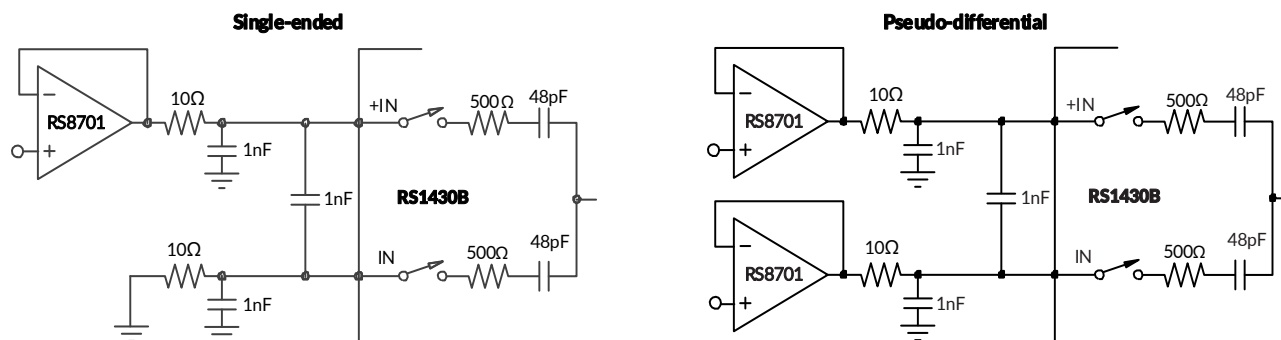 Single-ended
10Ω
+IN
500Ω
48pF
RS8701
1nF
1nF
RS1430B
10Ω
IN
500Ω
48pF
1nF
Pseudo-differential
10Ω
+IN
500Ω
48pF
RS8701
1nF
1nF
RS1430B
10Ω
IN
500Ω
48pF
RS8701
1nF